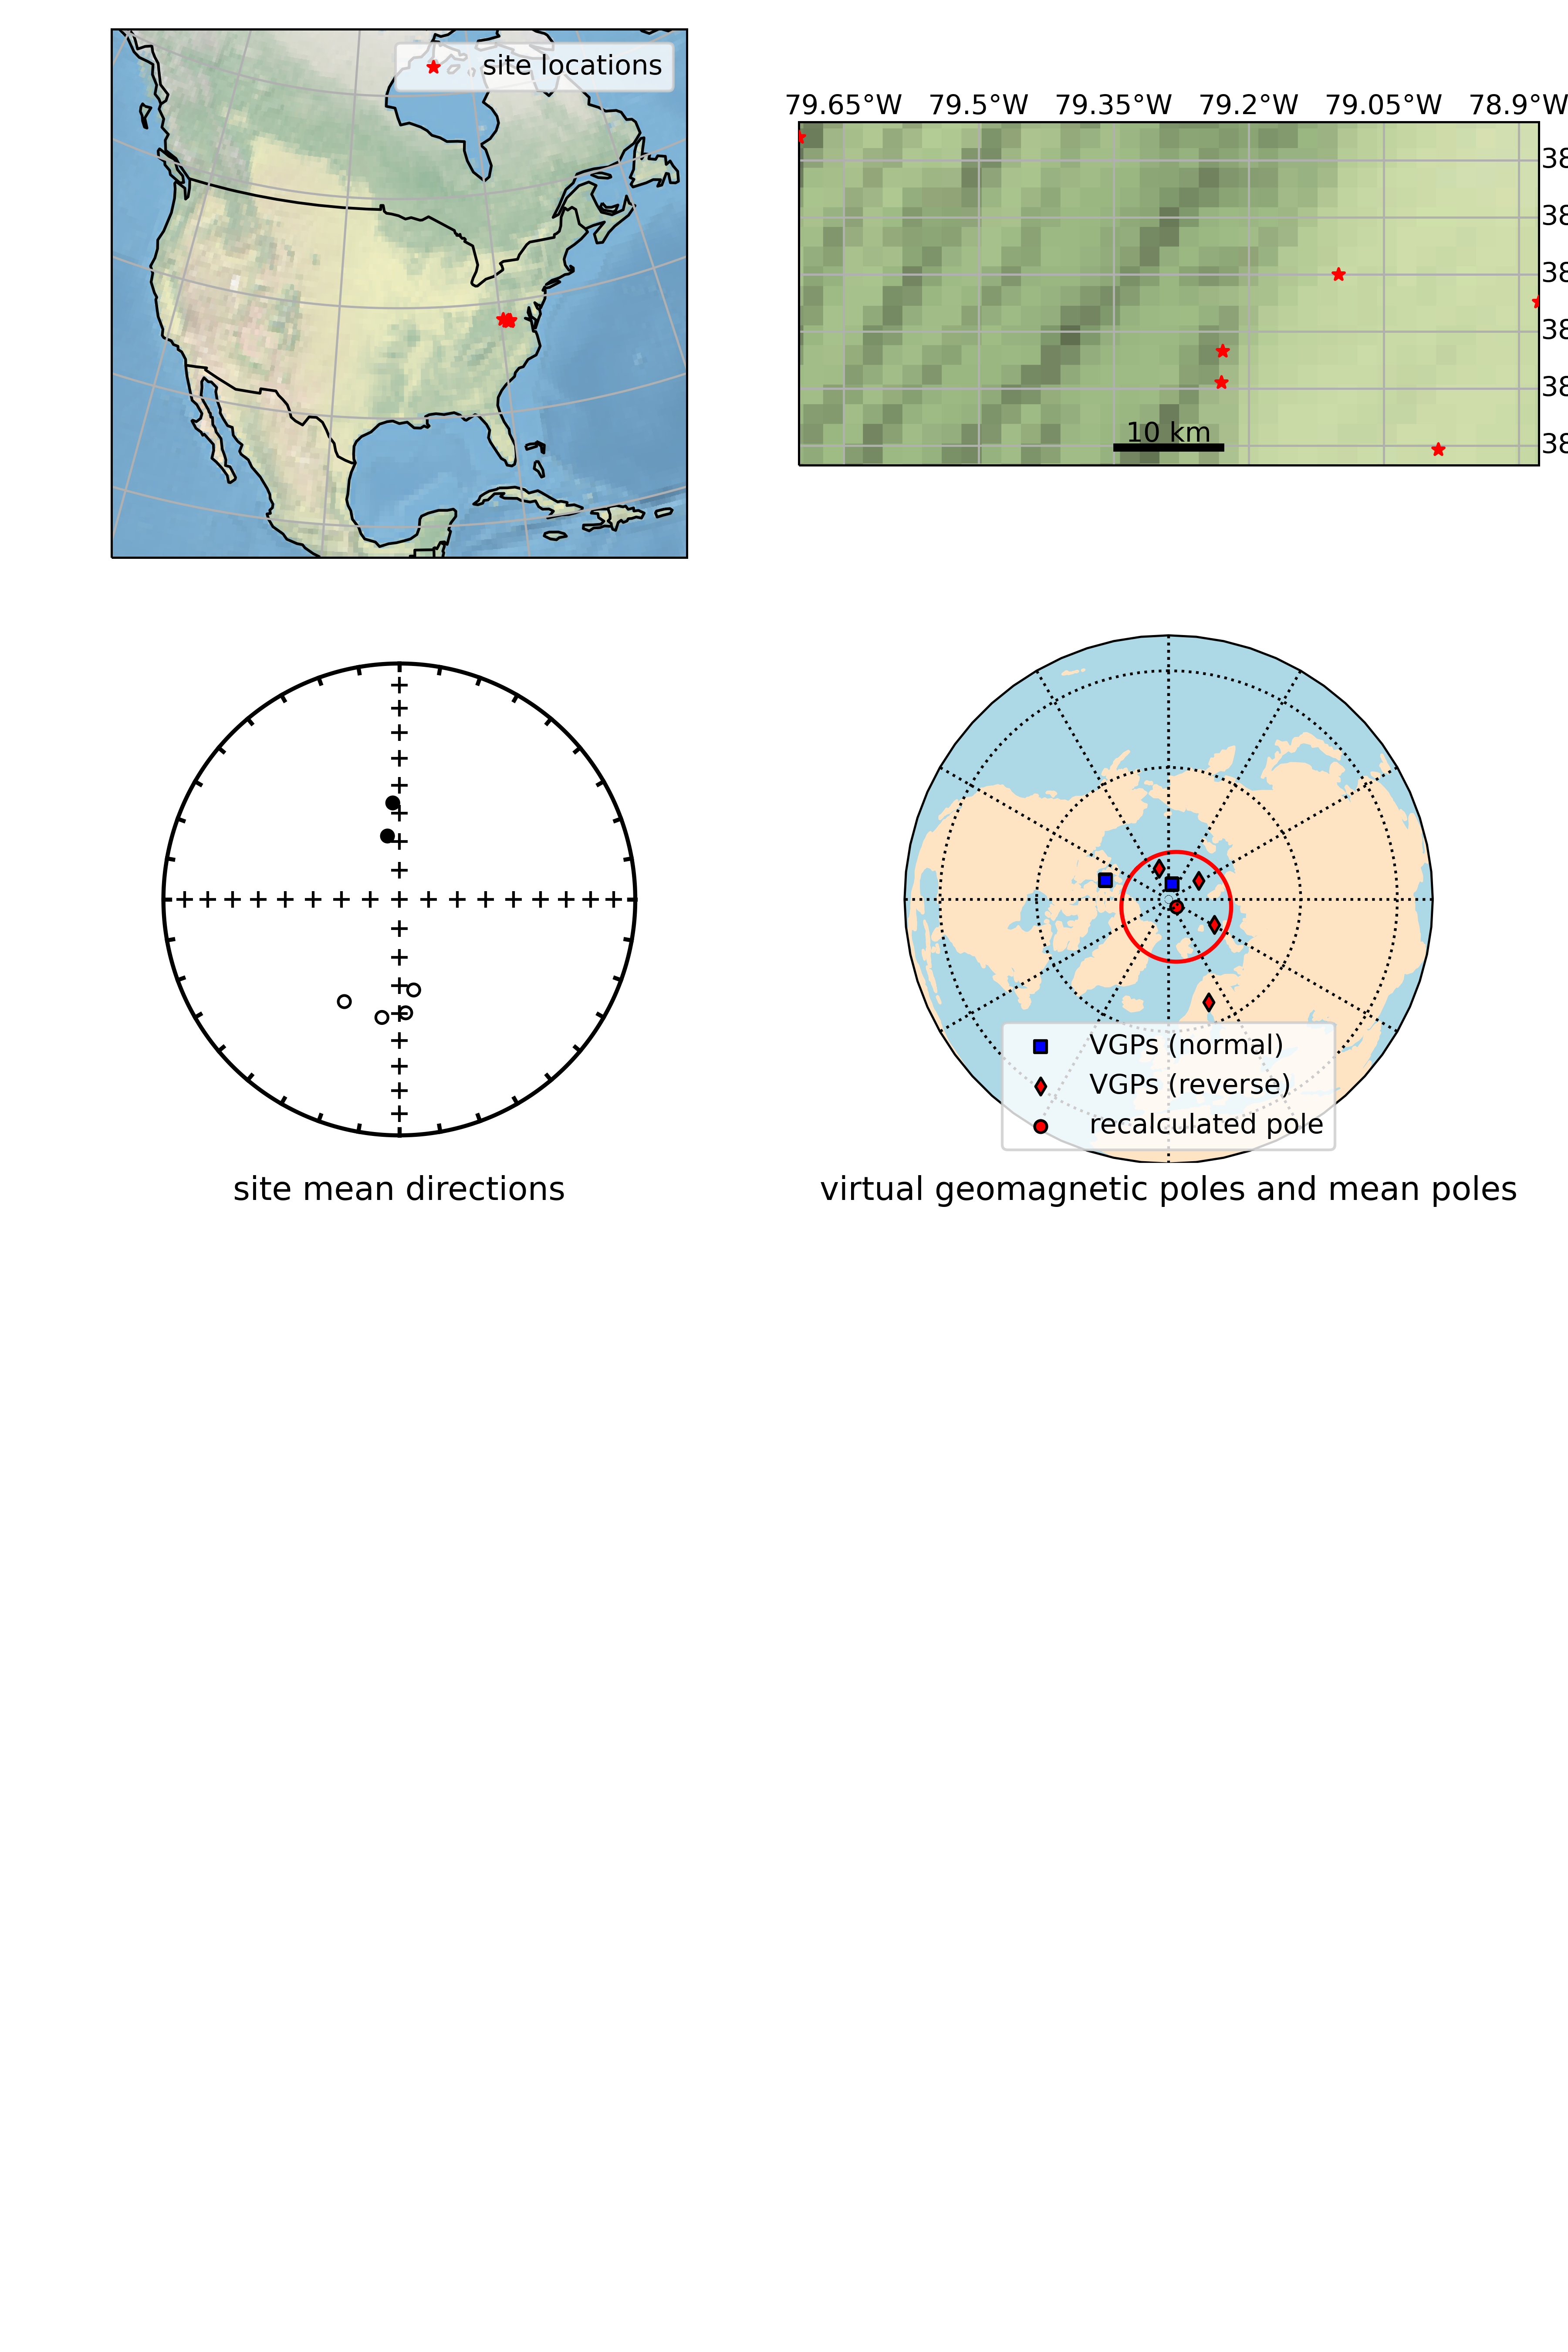 site locations
79.65°W 79.5°W 79.35°W 79.2°W 79.05°W 78.9°W
38
38
38
38
38
38
10 km
VGPs (normal)
VGPs (reverse)
recalculated pole
site mean directions
virtual geomagnetic poles and mean poles